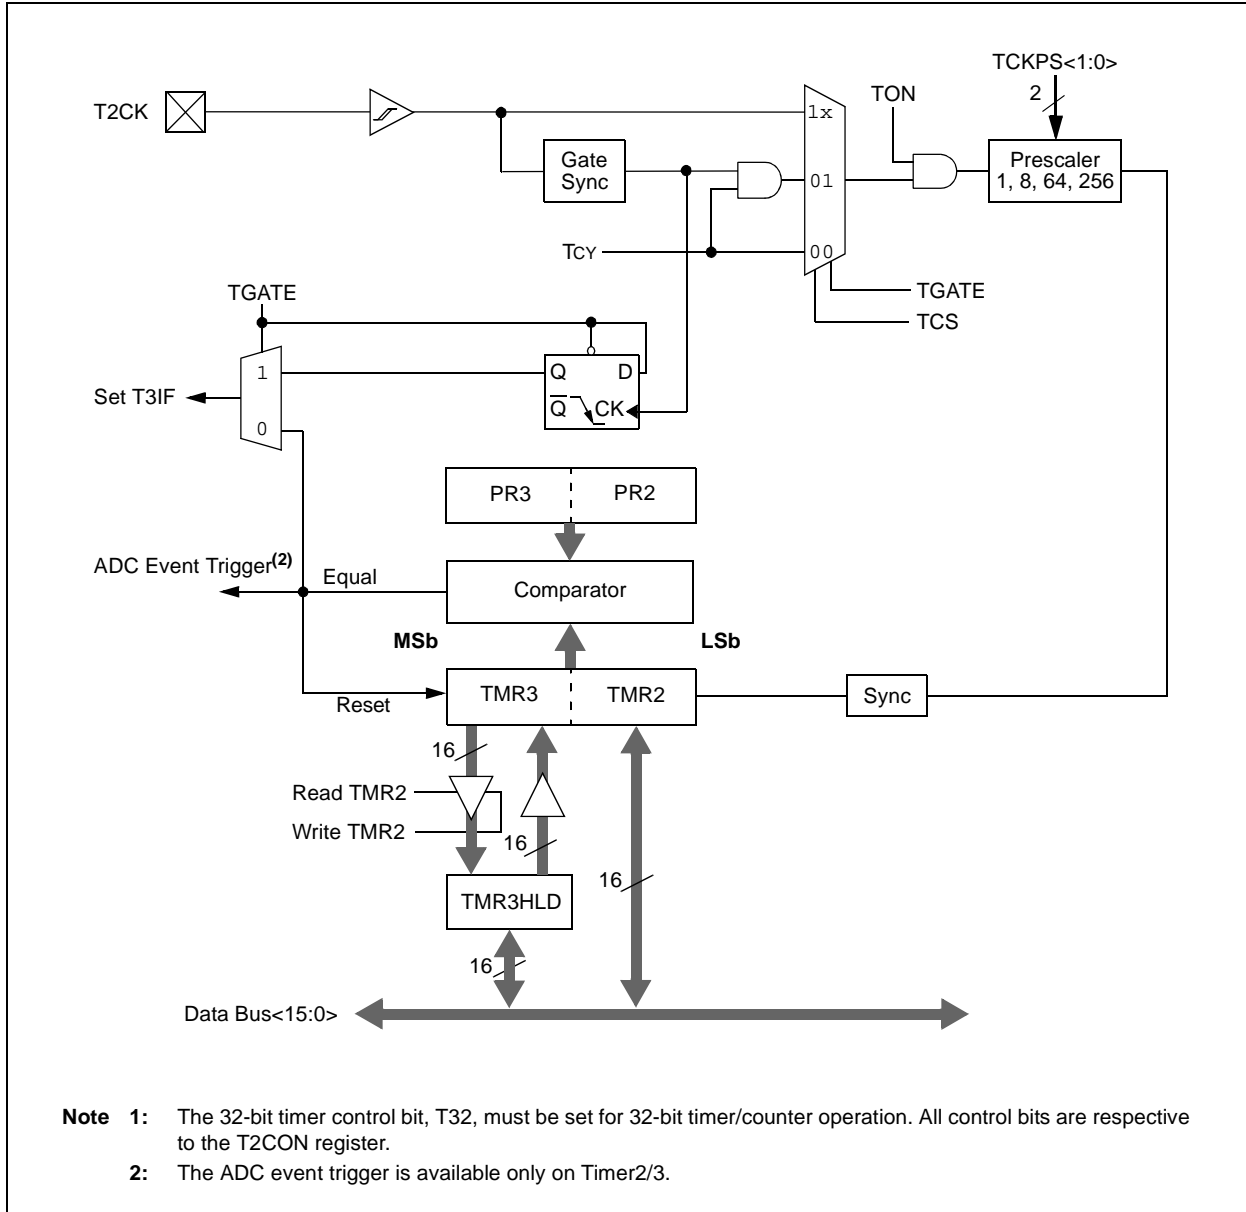 TCKPS<1:0>
2
T2CK
1x
TON
Gate
Sync
Prescaler
1, 8, 64, 256
01
TCY
00
TGATE
TGATE
TCS
1
Q
D
Set T3IF
Q
CK
0
PR3
PR2
ADC Event Trigger(2)
Equal
Comparator
MSb
LSb
TMR3
TMR2
Sync
Reset
16
Read TMR2
Write TMR2
16
16
TMR3HLD
16
Data Bus<15:0>
Note 1: The 32-bit timer control bit, T32, must be set for 32-bit timer/counter operation. All control bits are respective
to the T2CON register.
2: The ADC event trigger is available only on Timer2/3.